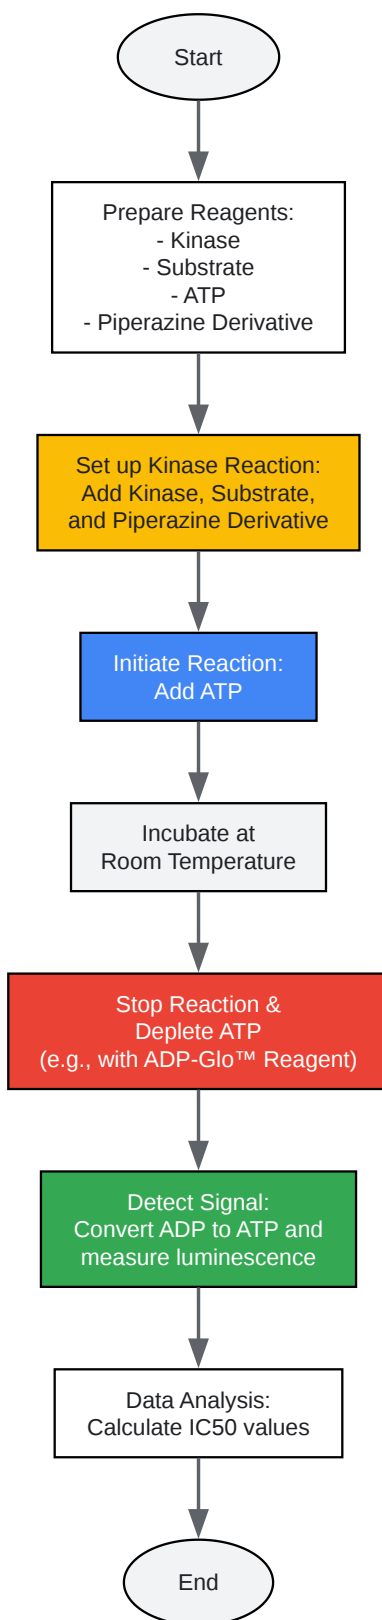 Start
Prepare Reagents:
- Kinase
- Substrate
- ATP
- Piperazine Derivative
Set up Kinase Reaction:
Add Kinase, Substrate,
and Piperazine Derivative
Initiate Reaction:
Add ATP
Incubate at
Room Temperature
Stop Reaction &
Deplete ATP
(e.g., with ADP-Glo™ Reagent)
Detect Signal:
Convert ADP to ATP and
measure luminescence
Data Analysis:
Calculate IC50 values
End